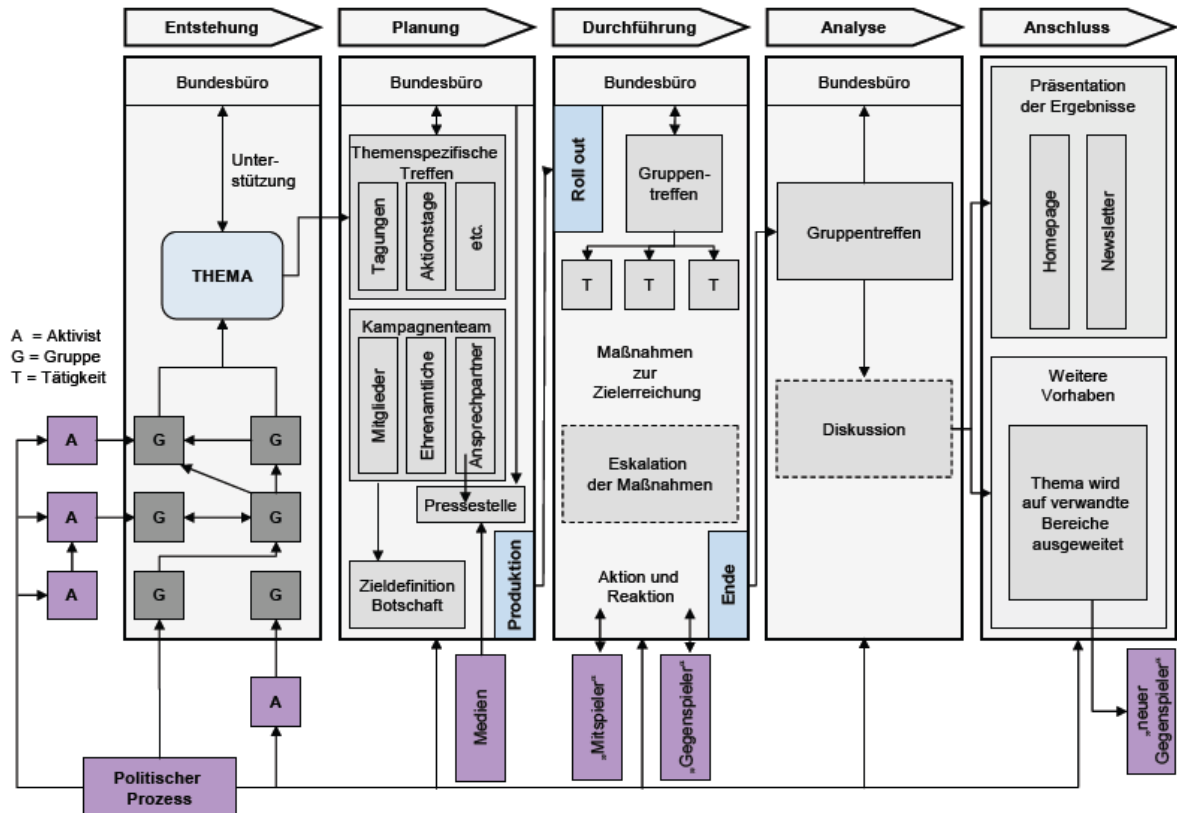 Entstehung
Planung
Durchführung
Analyse
Anschluss
Bundesbüro
Unter-
stützung
THEMA
A = Aktivist
G = Gruppe
T = Tätigkeit
A
G
G
A
G
G
A
G
G
A
Politischer
Prozess
Bundesbüro
Themenspezifische
Treffen
Tagungen
Aktionstage
etc.
Kampagnenteam
Mitglieder
Ehrenamtliche
Ansprechpartner
Pressestelle
Zieldefinition
Botschaft
Produktion
Medien
Bundesbüro
Roll out
Gruppen-
treffen
T
T
T
Maßnahmen
zur
Zielerreichung
Eskalation
der Maßnahmen
Aktion und
Reaktion
Ende
„Mitspieler“
„Gegenspieler“
Bundesbüro
Gruppentreffen
Diskussion
Präsentation
der Ergebnisse
Homepage
Newsletter
Weitere
Vorhaben
Thema wird
auf verwandte
Bereiche
ausgeweitet
„neuer
Gegenspieler“